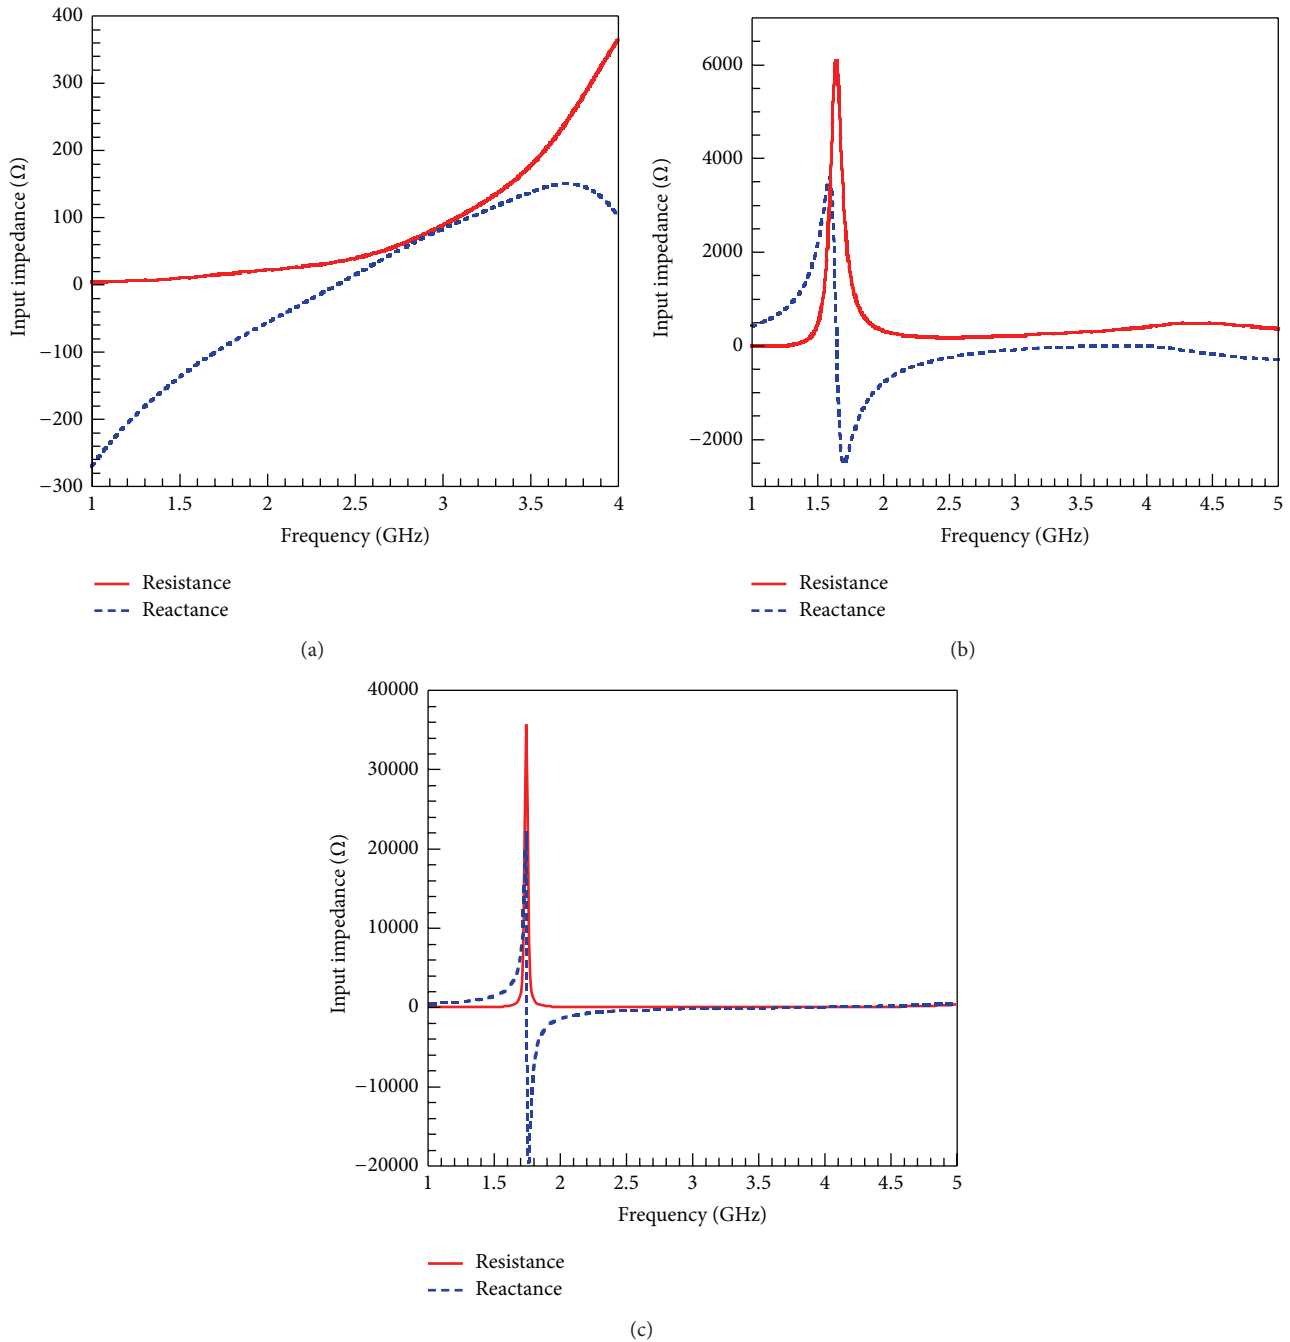 400
300
200
100
0
−100
−200
−300
Input impedance (Ω)
1 1.5 2 2.5 3 3.5 4
Frequency (GHz)
Resistance
Reactance
(a)
6000
4000
2000
0
−2000
Input impedance (Ω)
1 1.5 2 2.5 3 3.5 4 4.5 5
Frequency (GHz)
Resistance
Reactance
(b)
40000
30000
20000
10000
0
−10000
−20000
Input impedance (Ω)
1 1.5 2 2.5 3 3.5 4 4.5 5
Frequency (GHz)
Resistance
Reactance
(c)